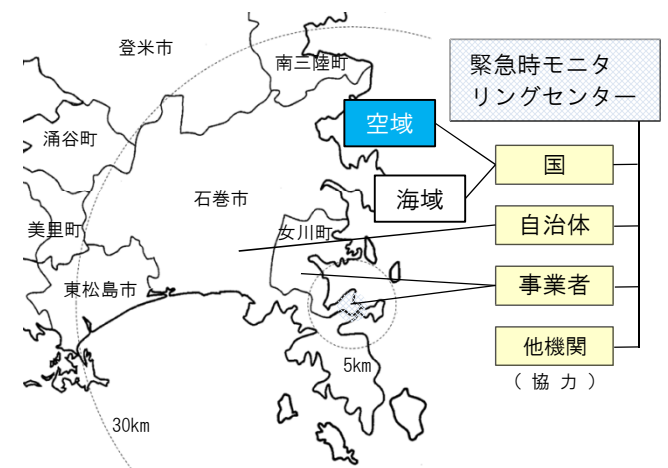 登米市
南三陸町
緊急時モニタ
リングセンター
空域
涌谷町
国
石巻市
海域
美里町
女川町
自治体
東松島市
事業者
他機関
5km
（協力）
30km